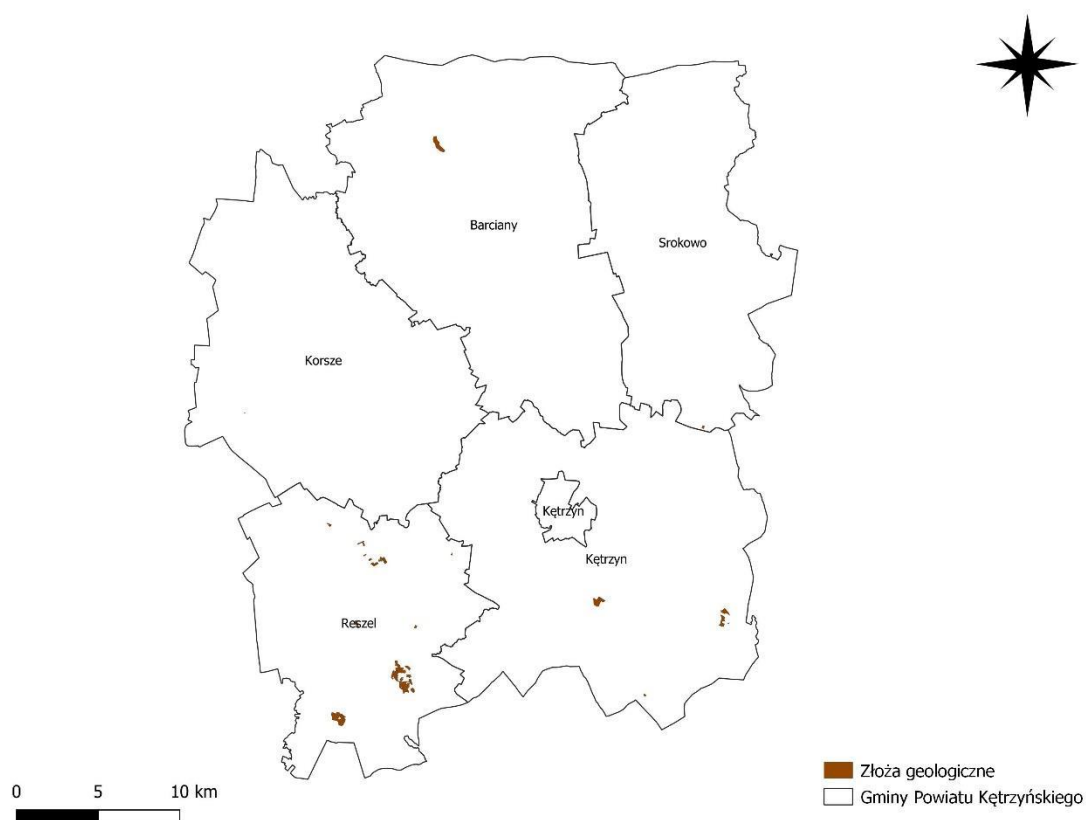 Barciany
Srokowo
Korsze
Kętrzyn
Kętrzyn
Reszel
0 5 10 km
Złoża geologiczne
Gminy Powiatu Kętrzyńskiego